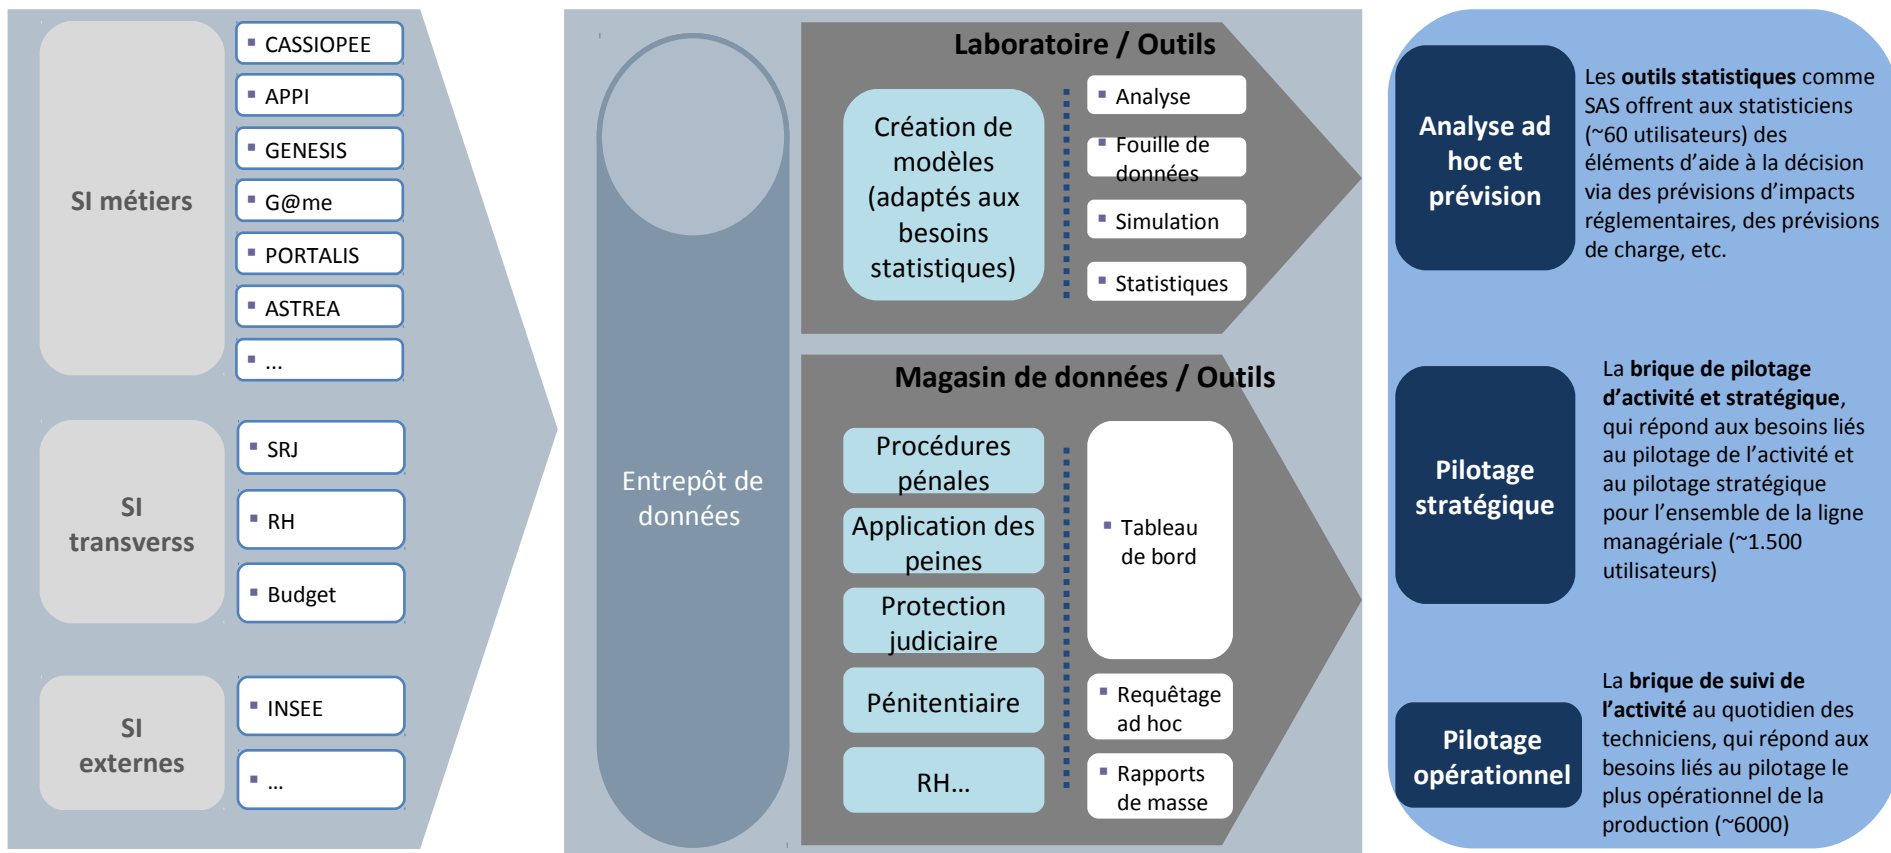 SI métiers
CASSIOPEE
APPI
GENESIS
G@me
PORTALIS
ASTREA
...
SI
transverss
SRJ
RH
Budget
SI
externes
INSEE
...
Entrepôt de
données
Laboratoire / Outils
Création de
modèles
(adaptés aux
besoins
statistiques)
Analyse
Fouille de
données
Simulation
Statistiques
Magasin de données / Outils
Procédures
pénales
Application des
peines
Protection
judiciaire
Pénitentiaire
RH...
Tableau
de bord
Requêtage
ad hoc
Rapports
de masse
Analyse ad
hoc et
prévision
Les outils statistiques comme
SAS offrent aux statisticiens
(~60 utilisateurs) des
éléments d’aide à la décision
via des prévisions d’impacts
réglementaires, des prévisions
de charge, etc.
Pilotage
stratégique
La brique de pilotage
d’activité et stratégique,
qui répond aux besoins liés
au pilotage de l’activité et
au pilotage stratégique
pour l’ensemble de la ligne
managériale (~1.500
utilisateurs)
Pilotage
opérationnel
La brique de suivi de
l’activité au quotidien des
techniciens, qui répond aux
besoins liés au pilotage le
plus opérationnel de la
production (~6000)